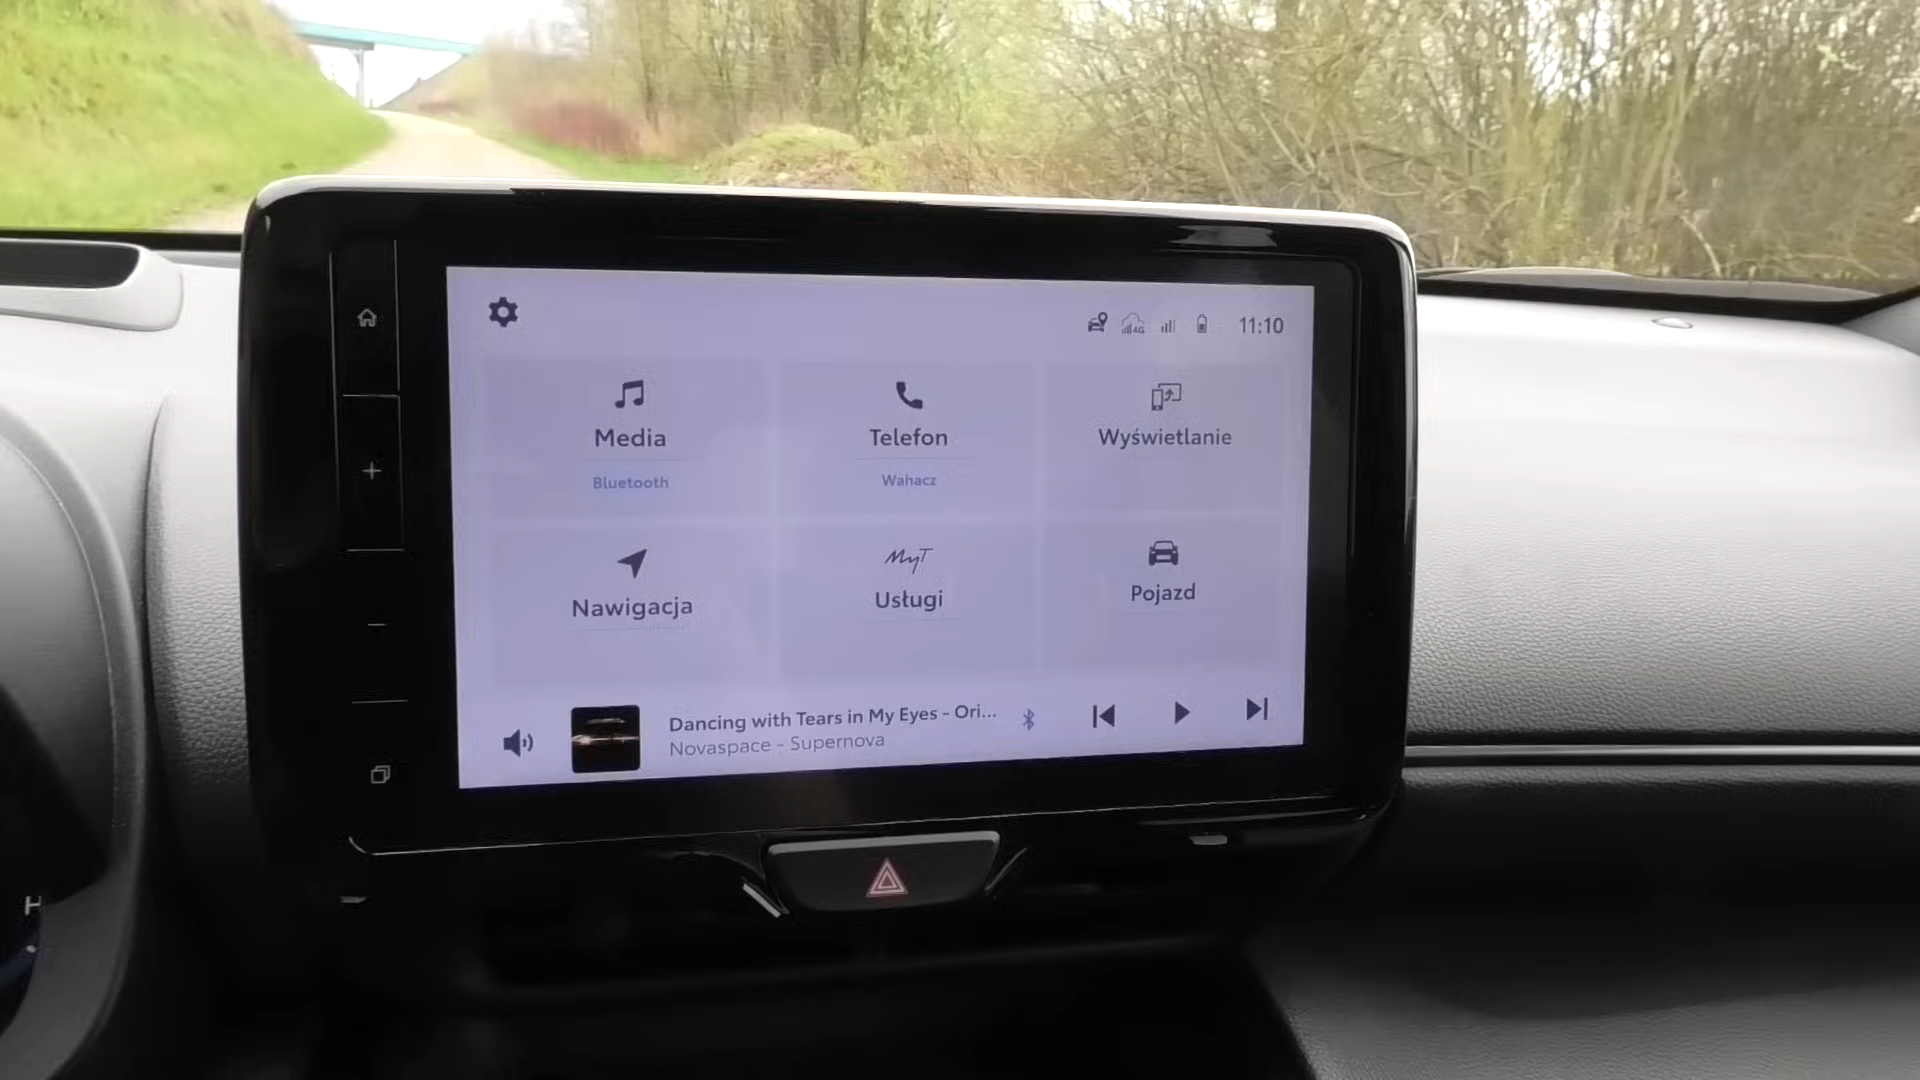 4G
11:10
Media
Bluetooth
Telefon
Wahacz
Wyświetlanie
Nawigacja
MyT
Usługi
Pojazd
Dancing with Tears in My Eyes - Ori...
Novaspace - Supernova
H